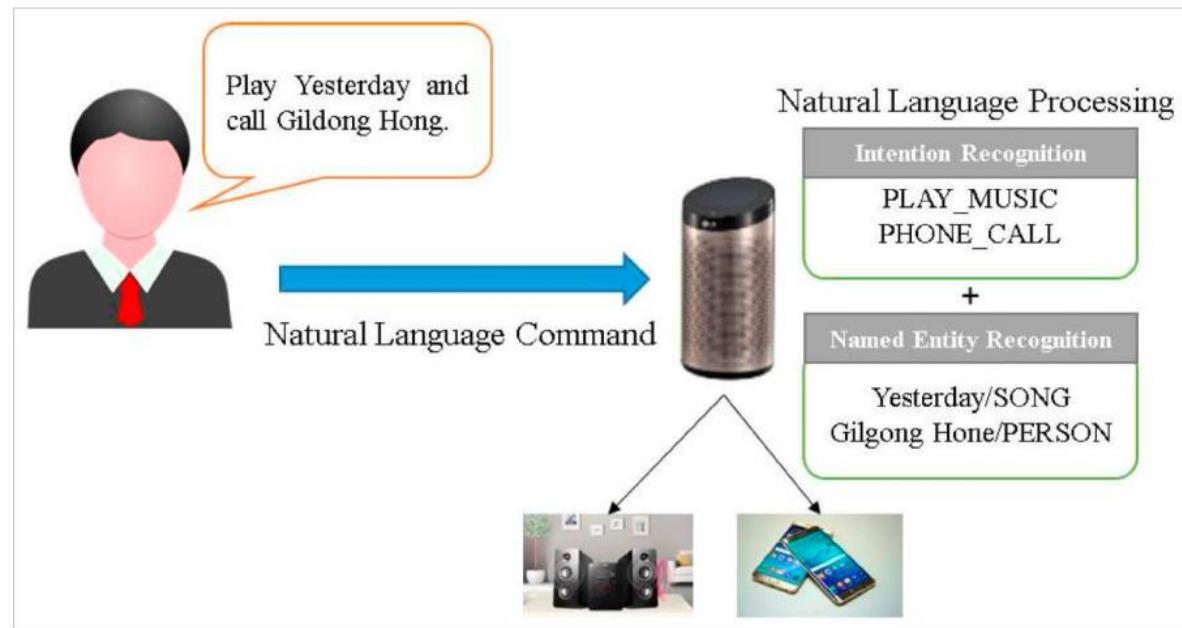 Play Yesterday and
call Gildong Hong.
Natural Language Command
Natural Language Processing
Intention Recognition
PLAY_MUSIC
PHONE_CALL
+
Named Entity Recognition
Yesterday/SONG
Gilgong Hone/PERSON